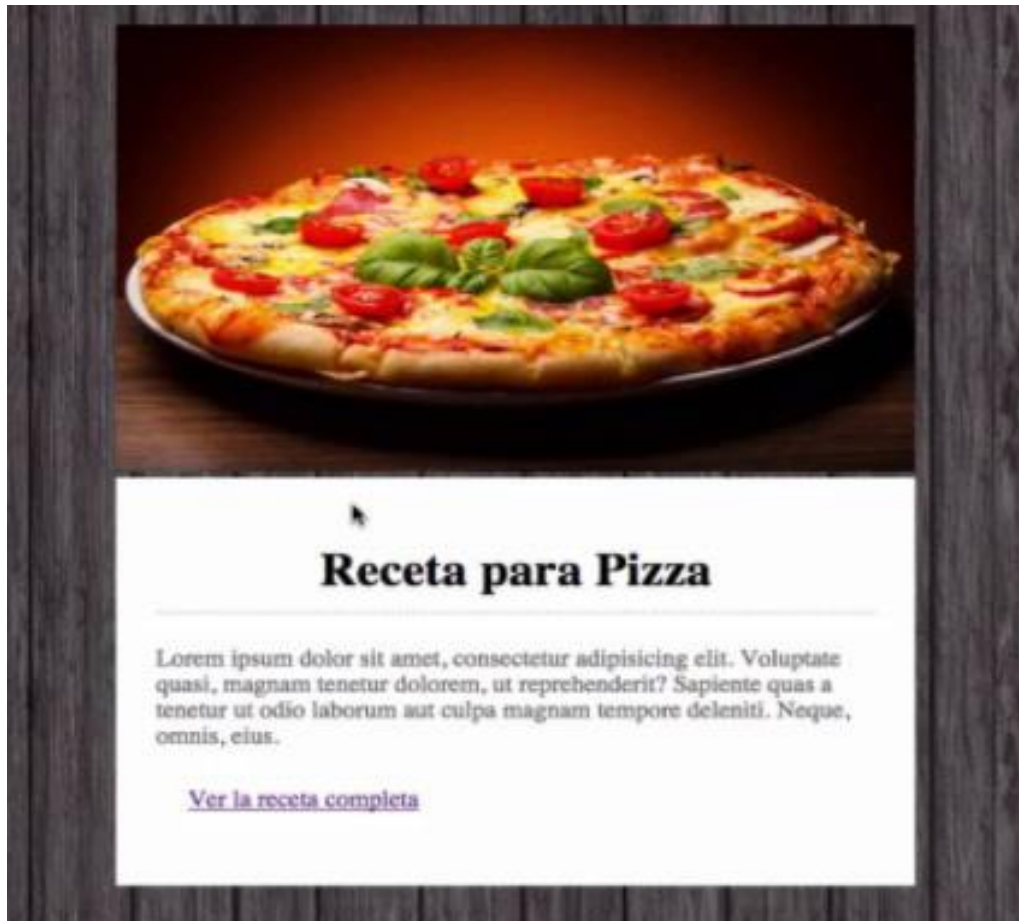 Receta para Pizza
Lorem ipsum dolor sit amet, consectetur adipisicing elit. Voluptate
quasi, magnam tenetur dolorem, ut reprehenderit? Sapiente quas a
tenetur ut odio laborum aut culpa magnam tempore deleniti. Neque,
omnis, eius.
Ver la receta completa